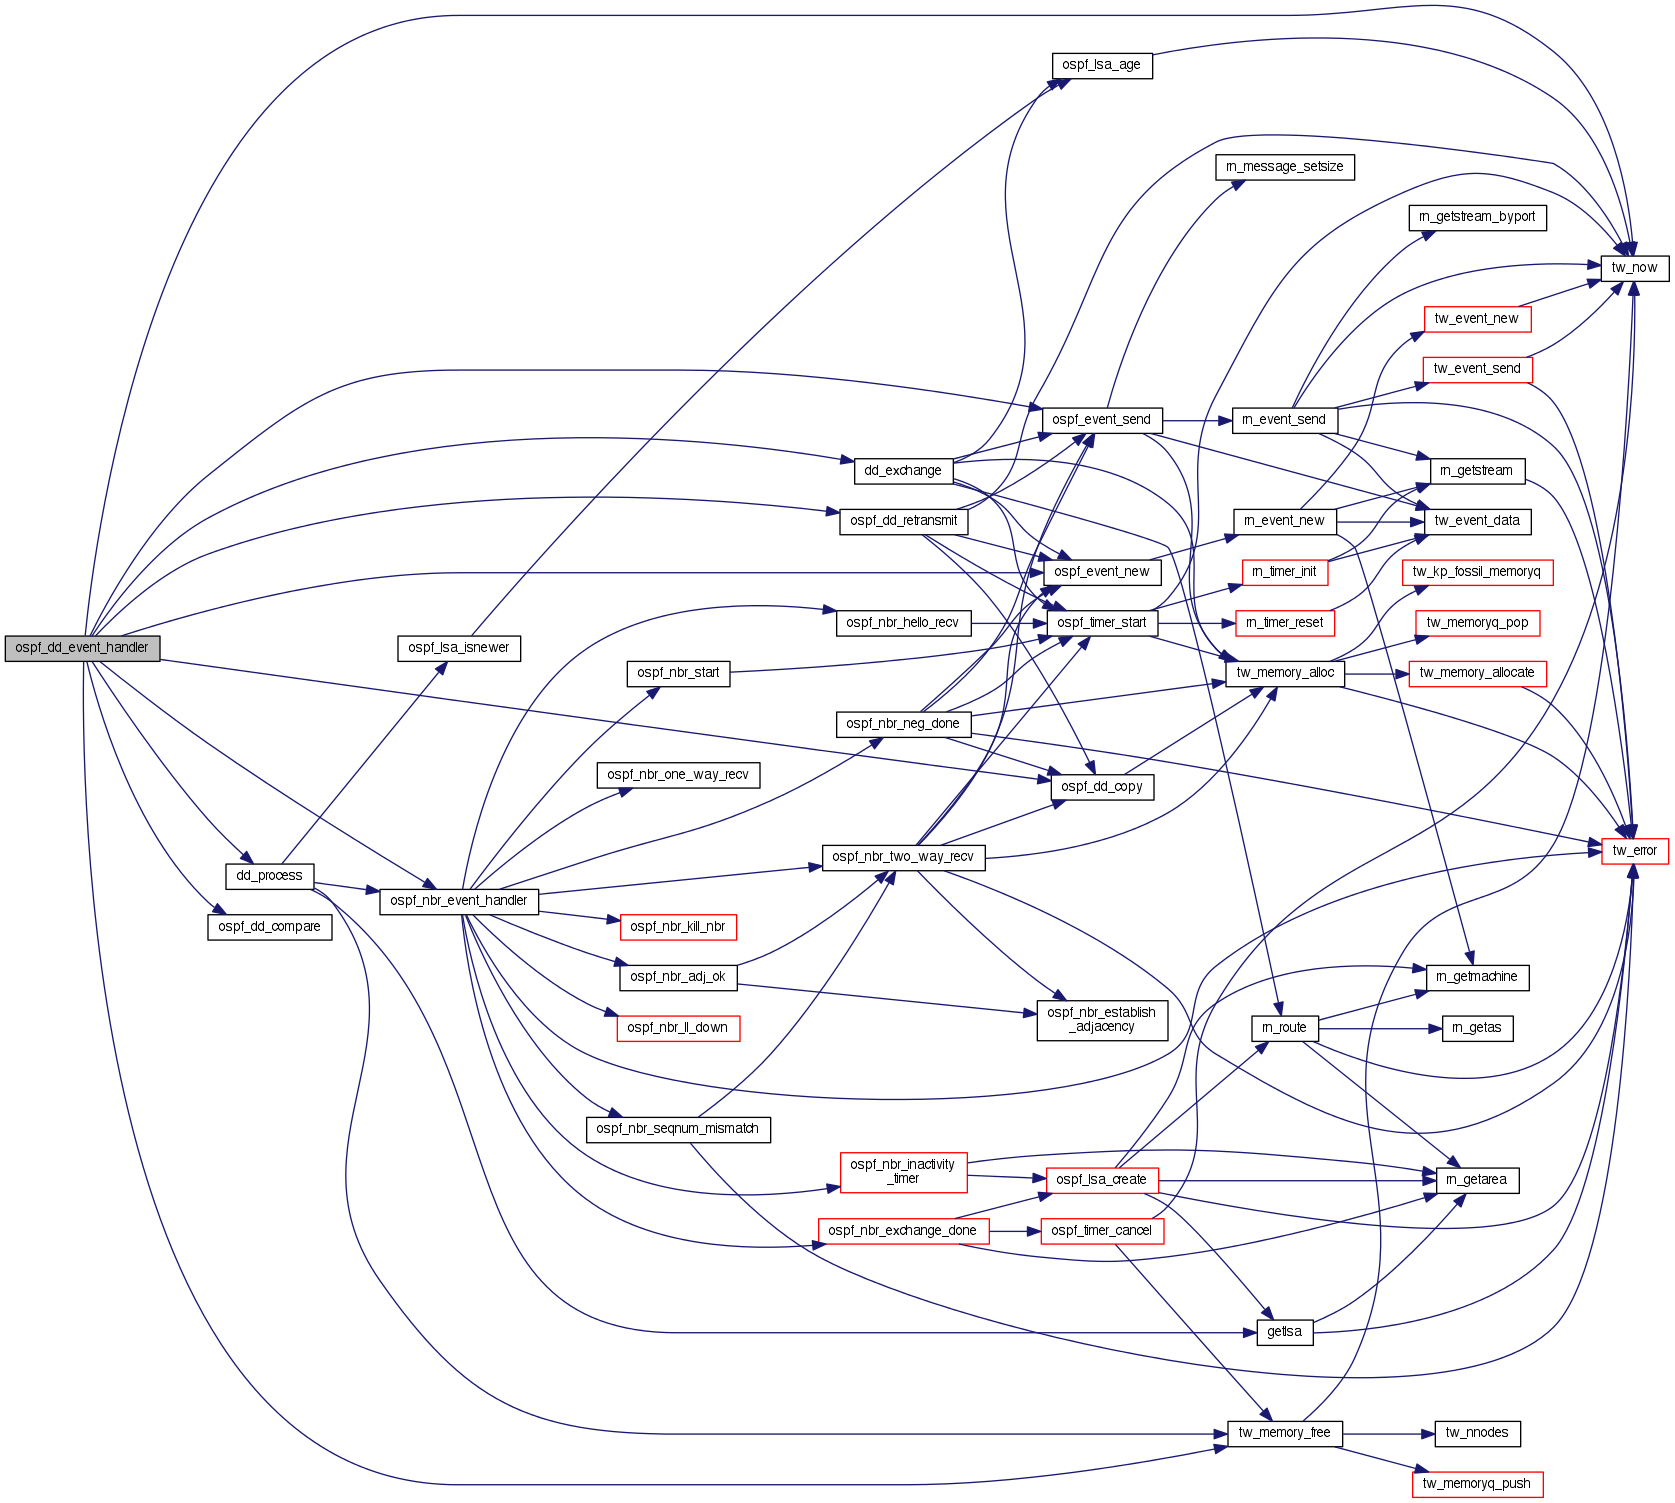 ospf_lsa_age
rn_message_setsize
rn_getstream_byport
tw_now
tw_event_new
tw_event_send
ospf_event_send
rn_event_send
dd_exchange
rn_getstream
ospf_dd_retransmit
rn_event_new
tw_event_data
ospf_event_new
rn_timer_init
tw_kp_fossil_memoryq
ospf_nbr_hello_recv
ospf_timer_start
rn_timer_reset
tw_memoryq_pop
ospf_dd_event_handler
ospf_lsa_isnewer
ospf_nbr_start
tw_memory_alloc
tw_memory_allocate
ospf_nbr_neg_done
ospf_nbr_one_way_recv
ospf_dd_copy
ospf_nbr_two_way_recv
tw_error
dd_process
ospf_nbr_event_handler
ospf_dd_compare
ospf_nbr_kill_nbr
ospf_nbr_adj_ok
rn_getmachine
ospf_nbr_establish
_adjacency
ospf_nbr_ll_down
rn_route
rn_getas
ospf_nbr_seqnum_mismatch
ospf_nbr_inactivity
_timer
ospf_lsa_create
rn_getarea
ospf_nbr_exchange_done
ospf_timer_cancel
getlsa
tw_memory_free
tw_nnodes
tw_memoryq_push